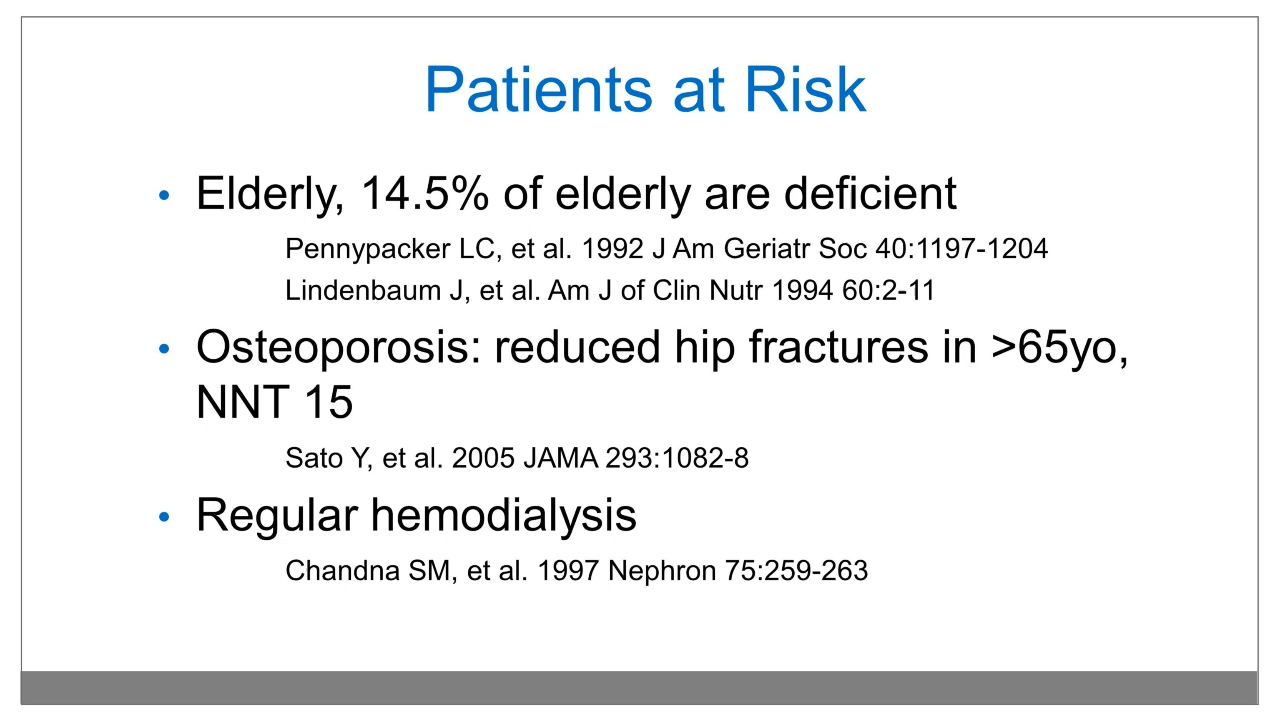 Patients at Risk
• Elderly, 14.5% of elderly are deficient
Pennypacker LC, et al. 1992 J Am Geriatr Soc 40:1197-1204
Lindenbaum J, et al. Am J of Clin Nutr 1994 60:2-11
• Osteoporosis: reduced hip fractures in >65yo,
NNT 15
Sato Y, et al. 2005 JAMA 293:1082-8
• Regular hemodialysis
Chandna SM, et al. 1997 Nephron 75:259-263